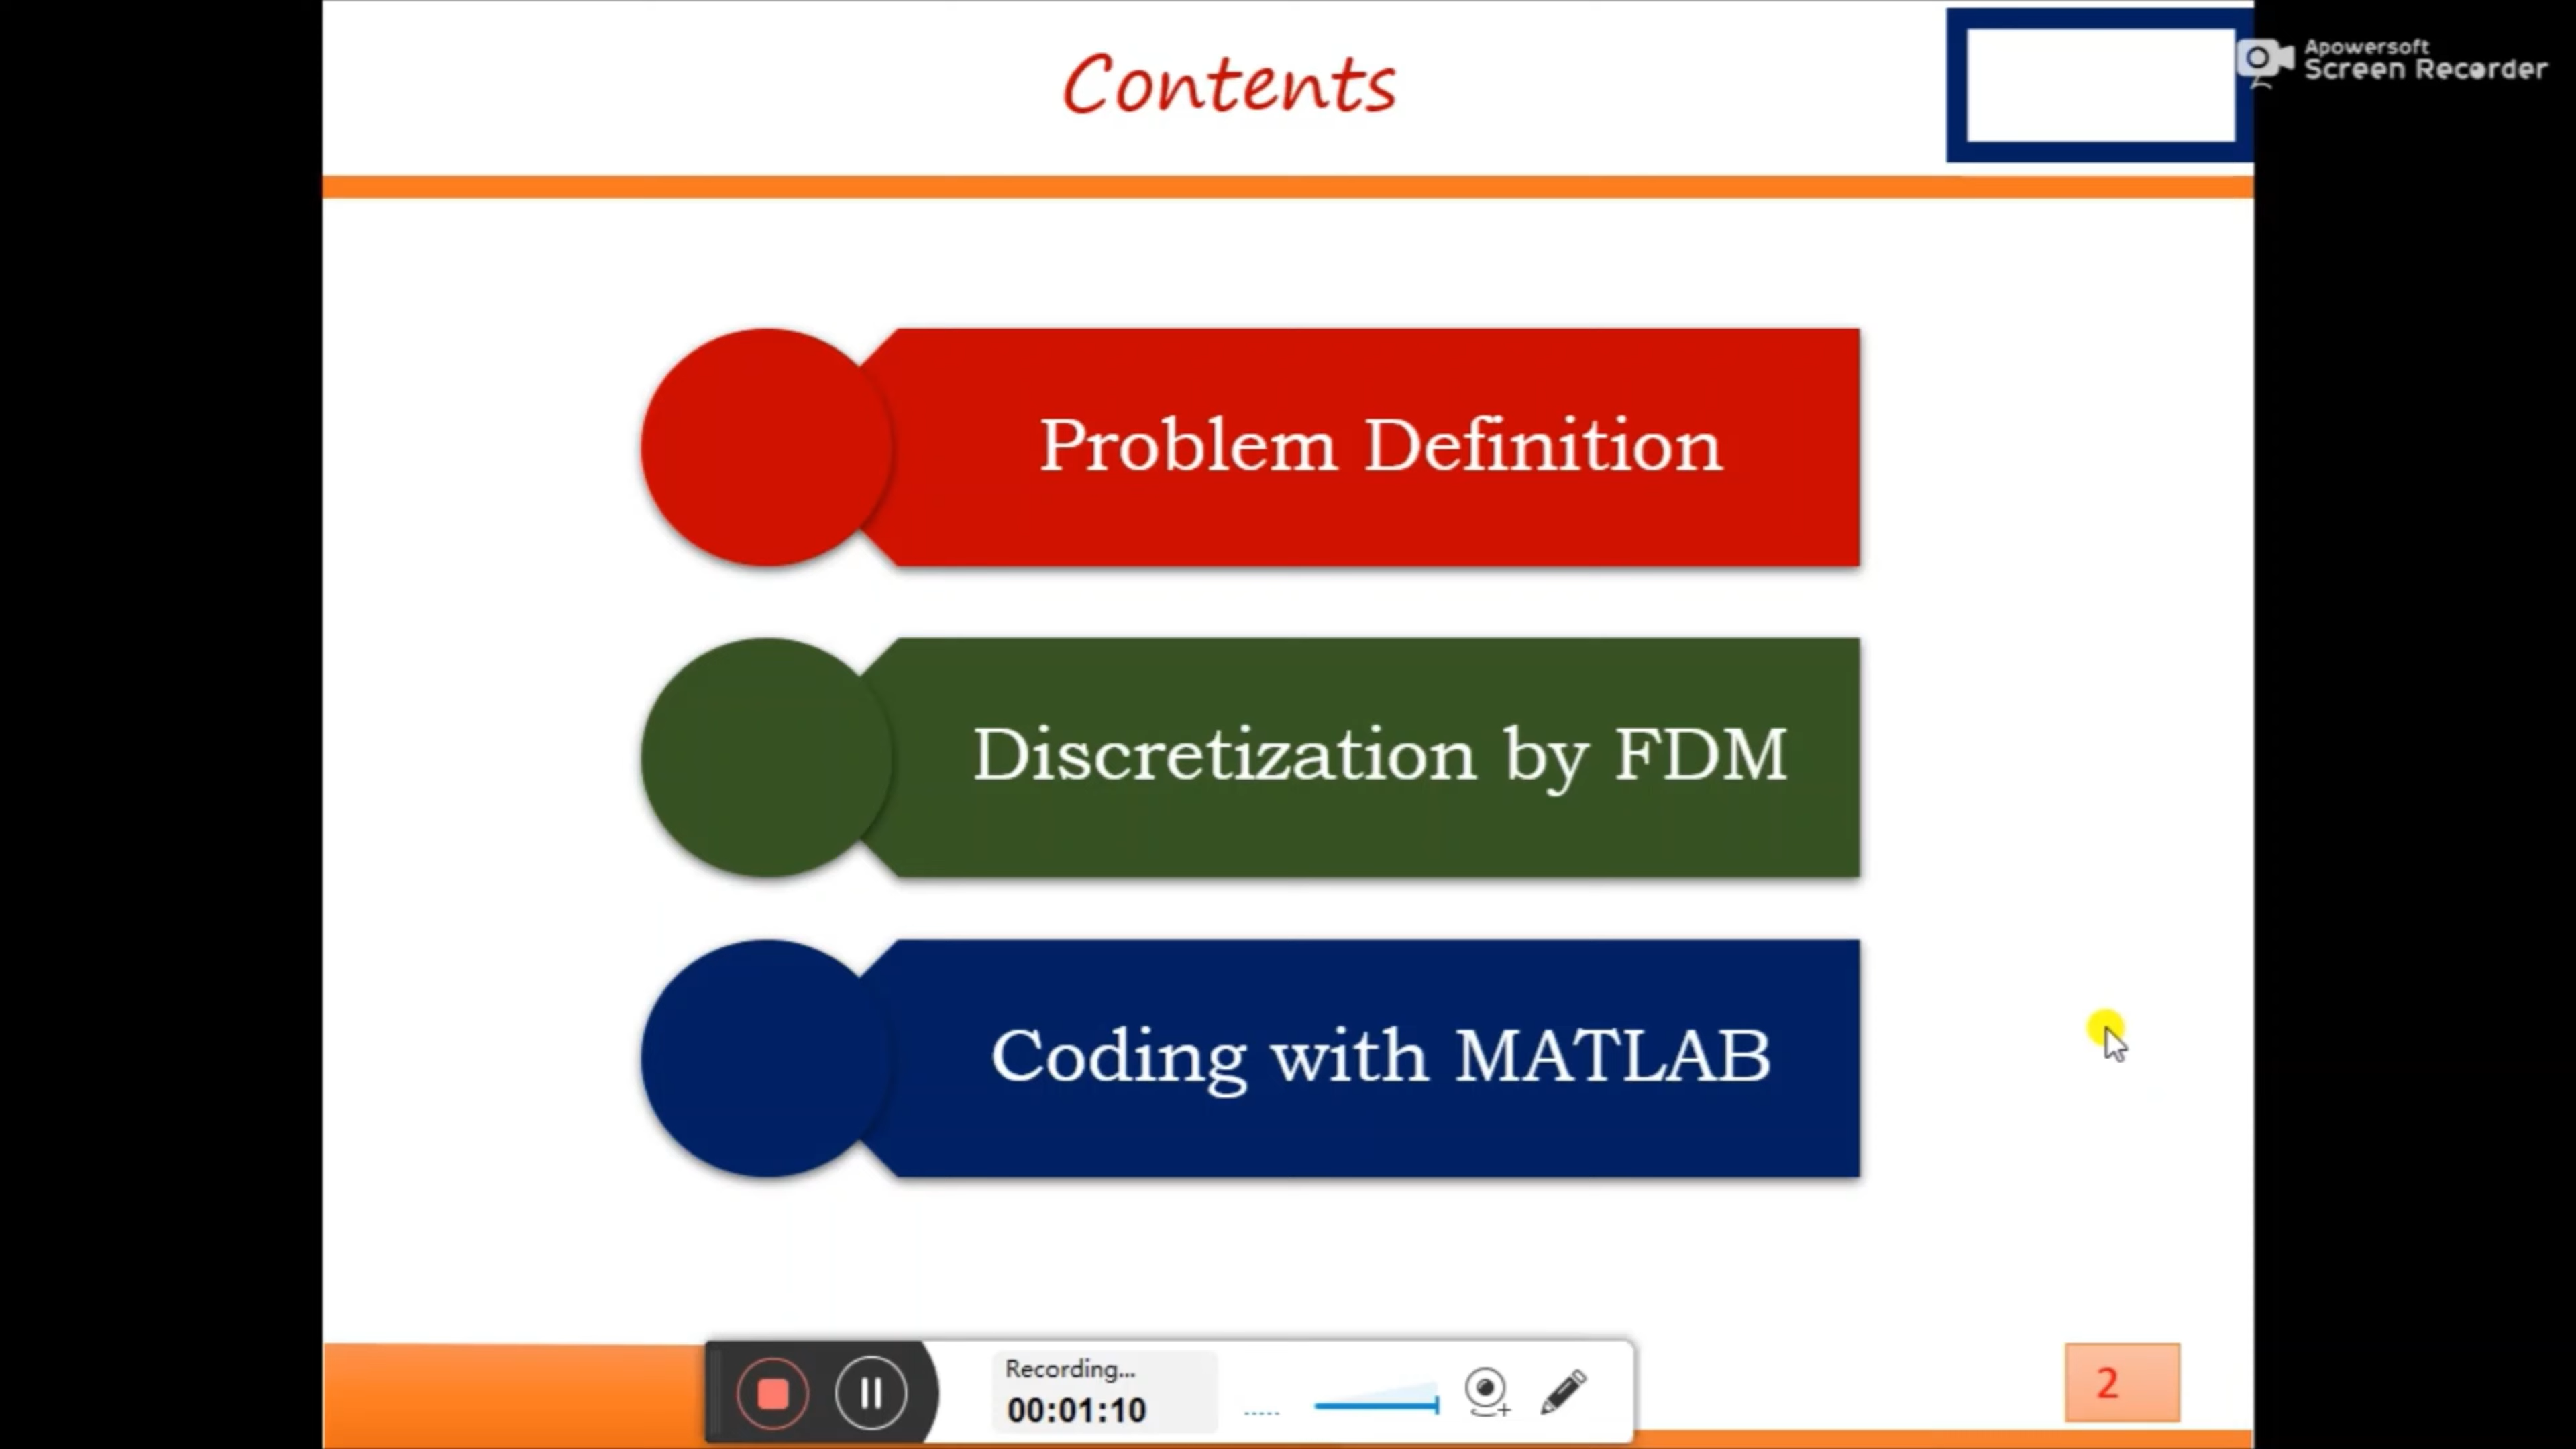 Contents
Apowersoft
Screen Recorder
Problem Definition
Discretization by FDM
Coding with MATLAB
Recording...
00:01:10
2